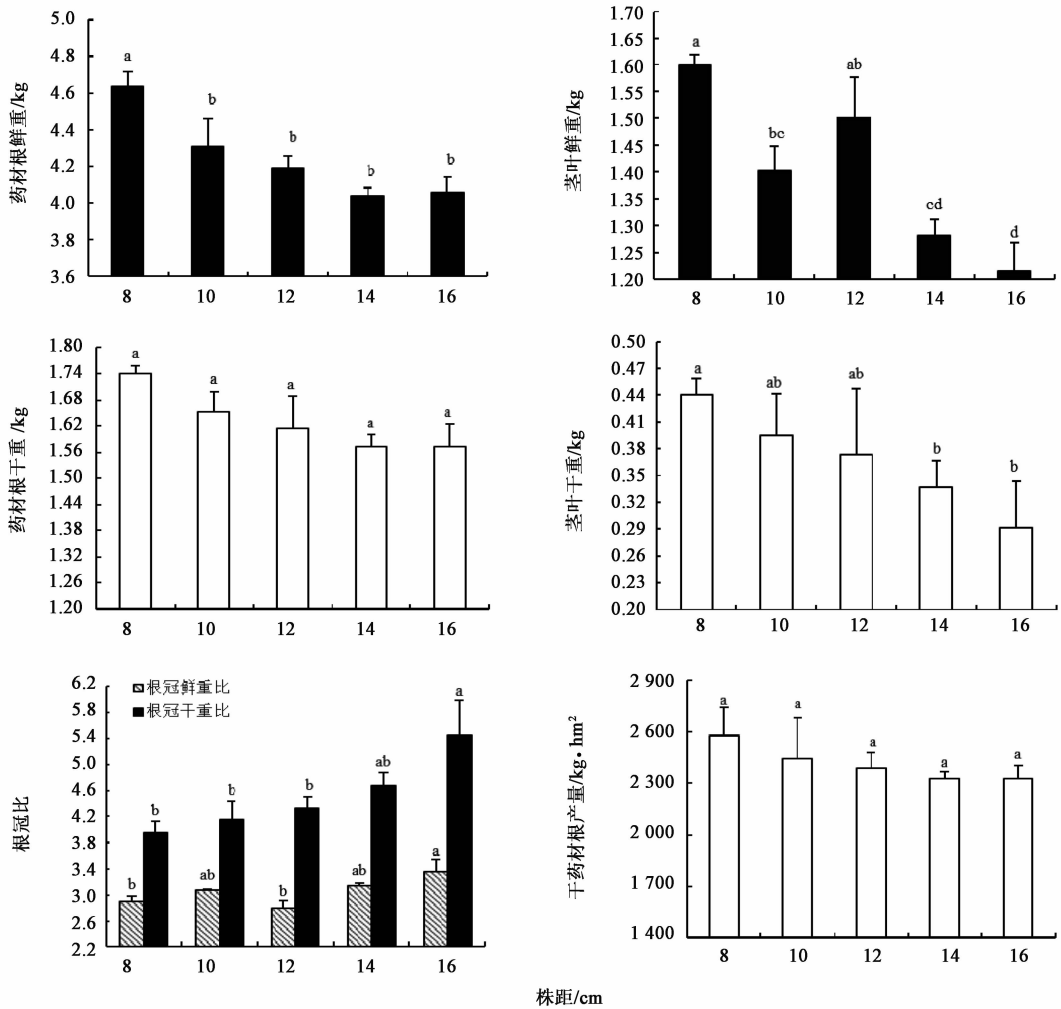 药材根鲜重/kg
5.0
4.8
4.6
4.4
4.2
4.0
3.8
3.6
a
b
b
b
b
8
10
12
14
16
茎叶鲜重/kg
1.70
1.65
1.60
1.55
1.50
1.45
1.40
1.35
1.30
1.25
1.20
a
bc
ab
cd
d
8
10
12
14
16
药材根干重/kg
1.80
1.74
1.68
1.62
1.56
1.50
1.44
1.38
1.32
1.26
1.20
a
a
a
a
a
8
10
12
14
16
茎叶干重/kg
0.50
0.47
0.44
0.41
0.38
0.35
0.32
0.29
0.26
0.23
0.20
a
ab
ab
b
b
8
10
12
14
16
根冠比
6.2
5.8
5.4
5.0
4.6
4.2
3.8
3.4
3.0
2.6
2.2
根冠鲜重比
根冠干重比
b
b
ab
b
b
b
ab
ab
a
a
8
10
12
14
16
干药材根产量/kg·hm²
2 900
2 600
2 300
2 000
1 700
1 400
a
a
a
a
a
8
10
12
14
16
株距/cm